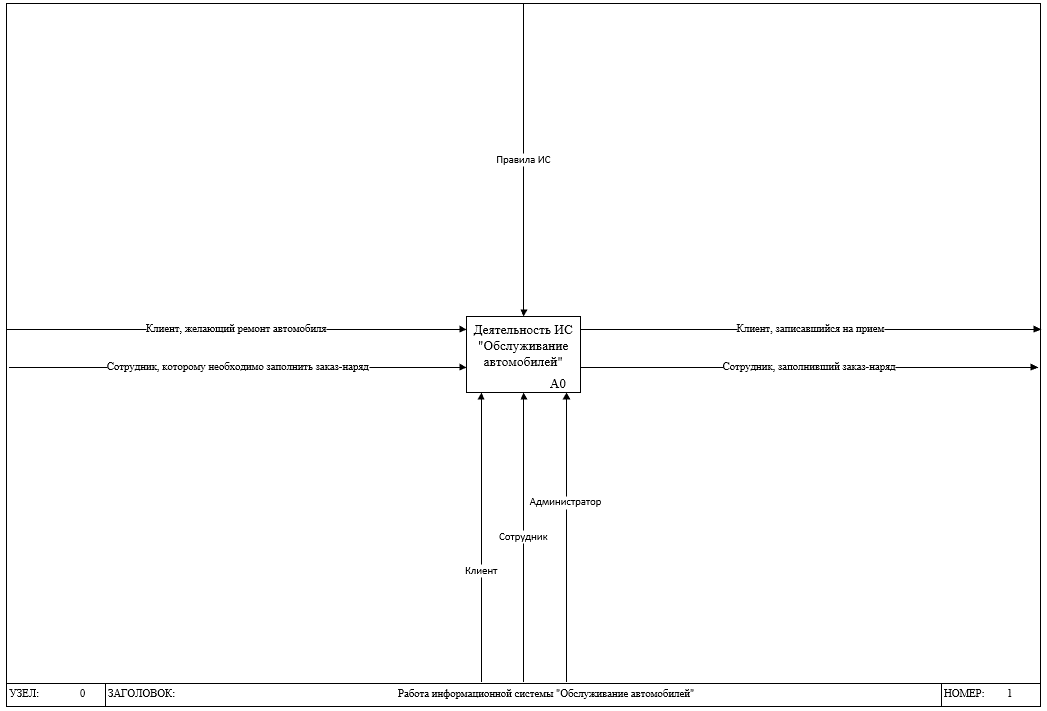 Правила ИС
Клиент, желающий ремонт автомобиля
Деятельность ИС
"Обслуживание
автомобилей"
A0
Клиент, записавшийся на прием
Сотрудник, которому необходимо заполнить заказ-наряд
Сотрудник, заполнивший заказ-наряд
Администратор
Сотрудник
Клиент
УЗЕЛ: 0 ЗАГОЛОВОК: Работа информационной системы "Обслуживание автомобилей" НОМЕР: 1